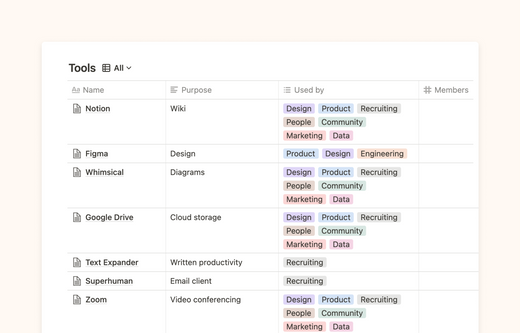 Tools All
Name Purpose Used by Members
Notion Wiki Design Product Recruiting
People Community
Marketing Data
Figma Design Product Design Engineering
Whimsical Diagrams Design Product Recruiting
People Community
Marketing Data
Google Drive Cloud storage Design Product Recruiting
People Community
Marketing Data
Text Expander Written productivity Recruiting
Superhuman Email client Recruiting
Zoom Video conferencing Design Product Recruiting
People Community
Marketing Data